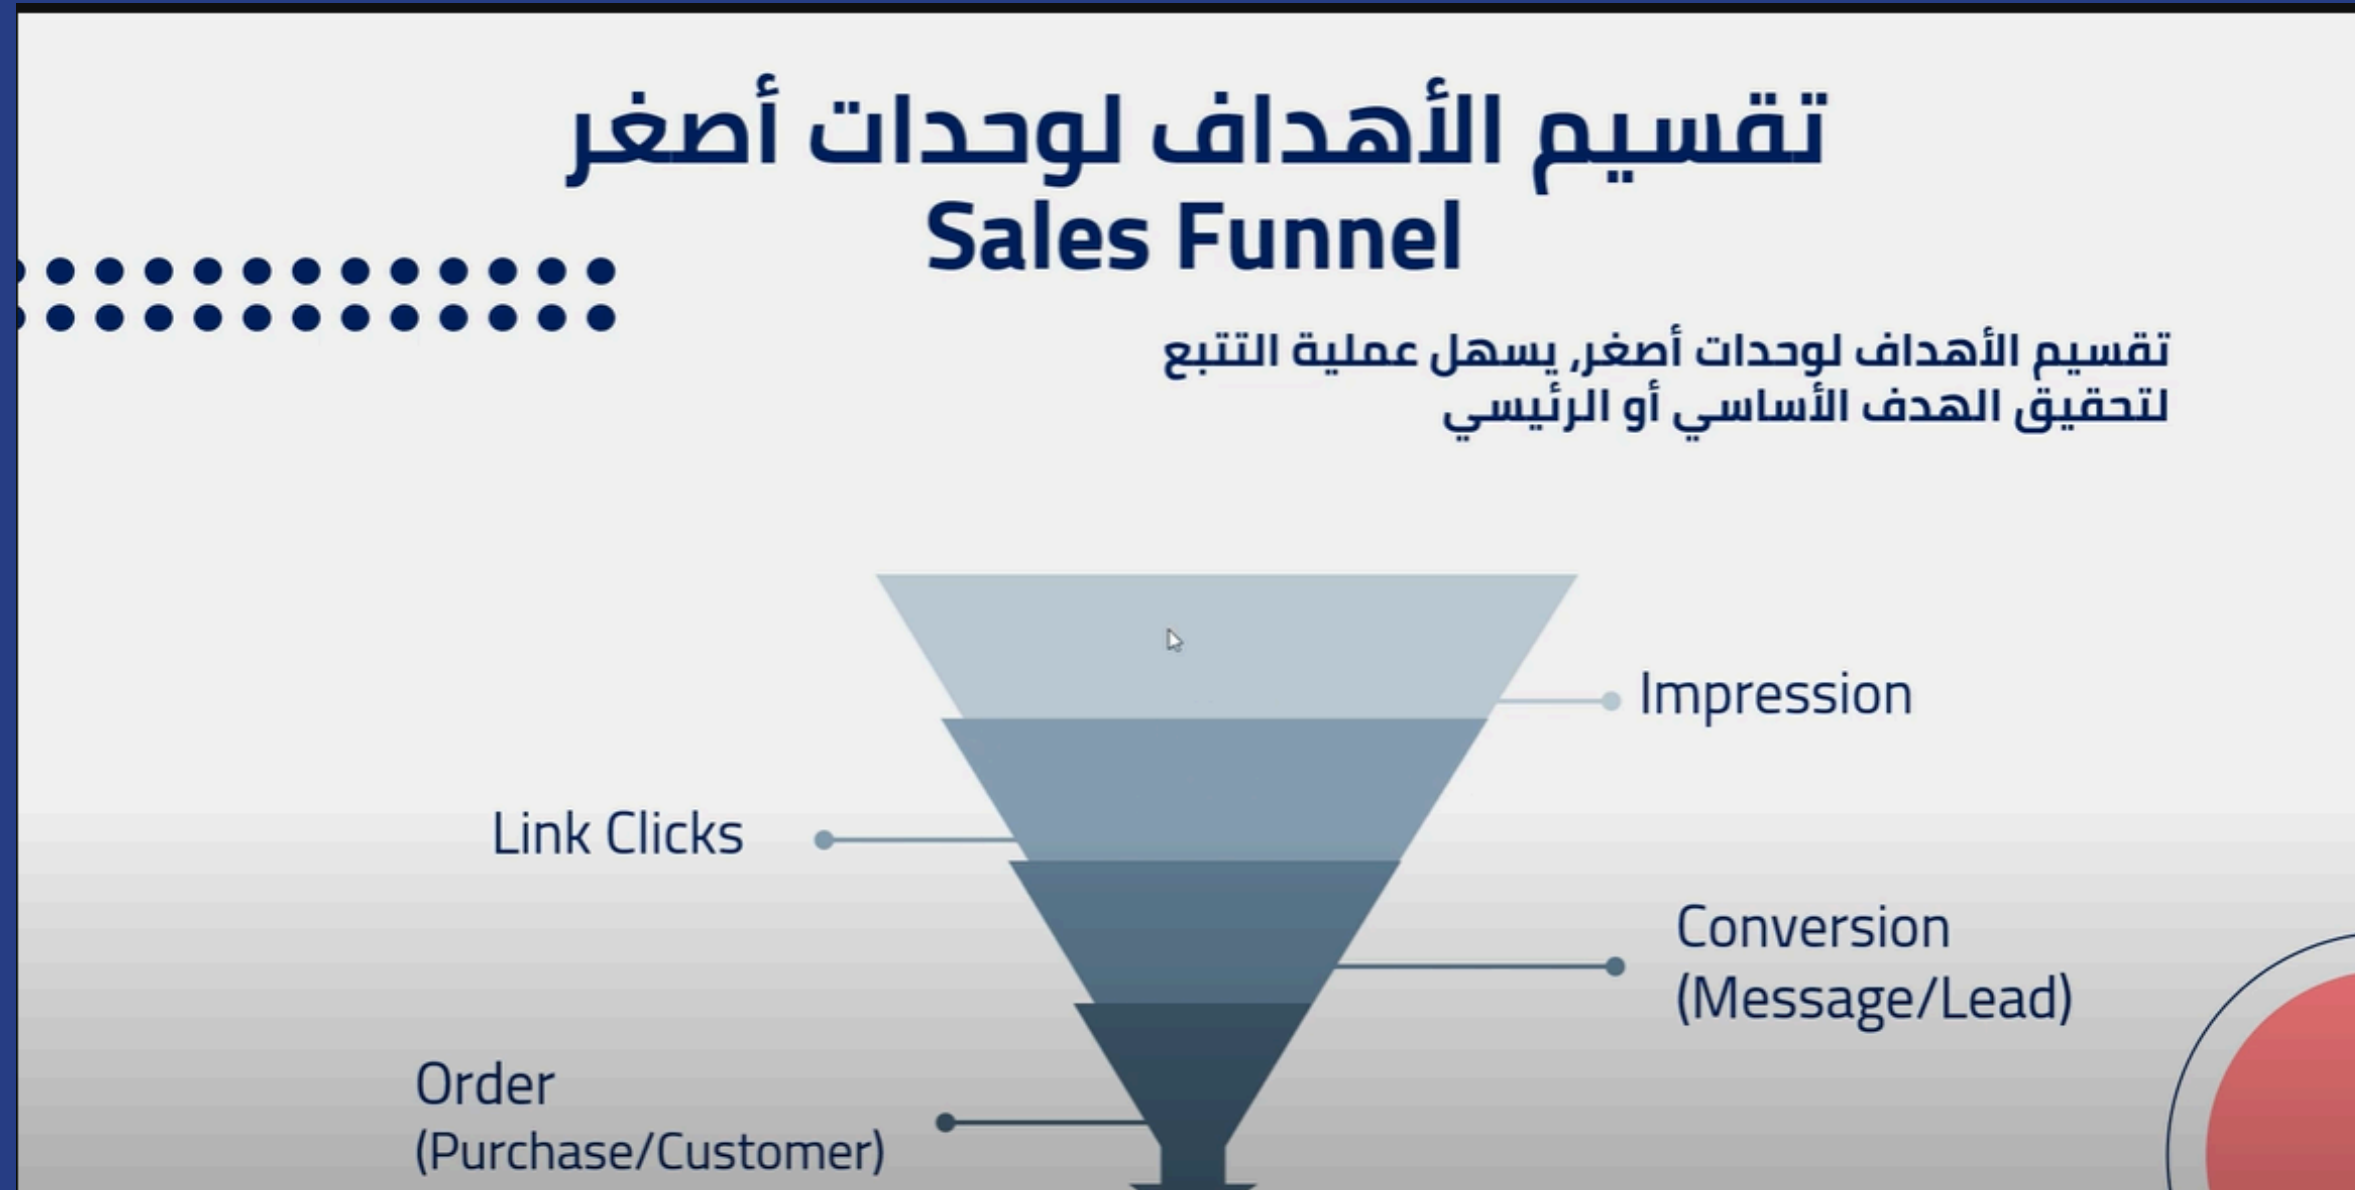 تقسيم الأهداف لوحدات أصغر
Sales Funnel
تقسيم الأهداف لوحدات أصغر, يسهل عملية التتبع
لتحقيق الهدف الأساسي أو الرئيسي
Impression
Link Clicks
Conversion
(Message/Lead)
Order
(Purchase/Customer)